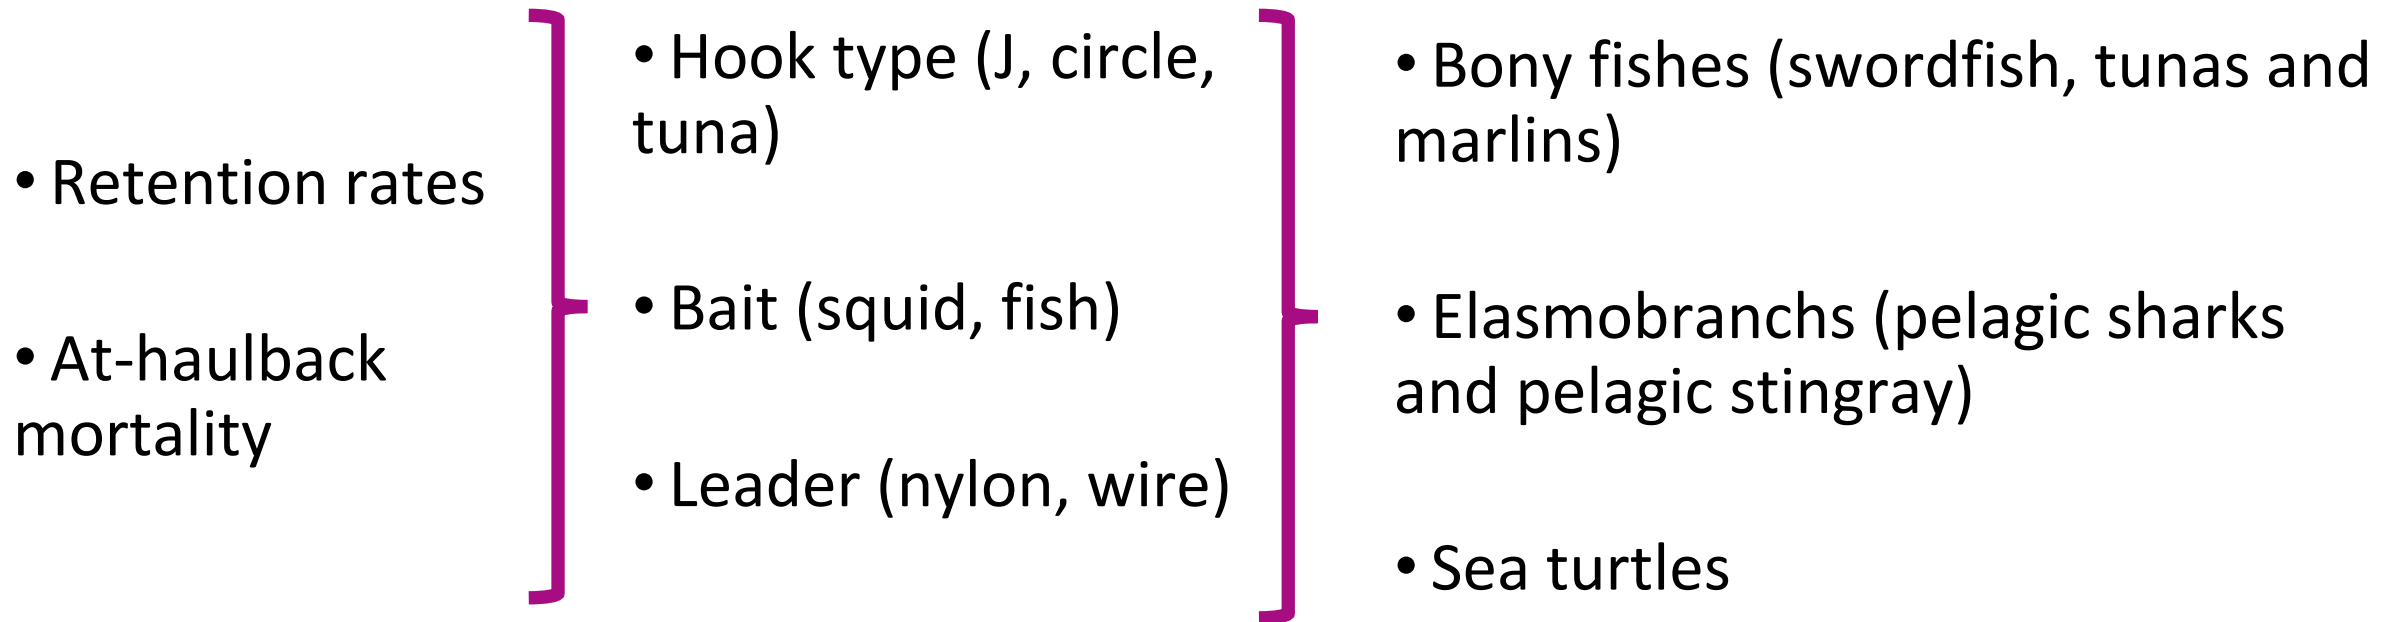 • Retention rates
• At-haulback
mortality
• Hook type (J, circle,
tuna)
• Bait (squid, fish)
• Leader (nylon, wire)
• Bony fishes (swordfish, tunas and
marlins)
• Elasmobranchs (pelagic sharks
and pelagic stingray)
• Sea turtles